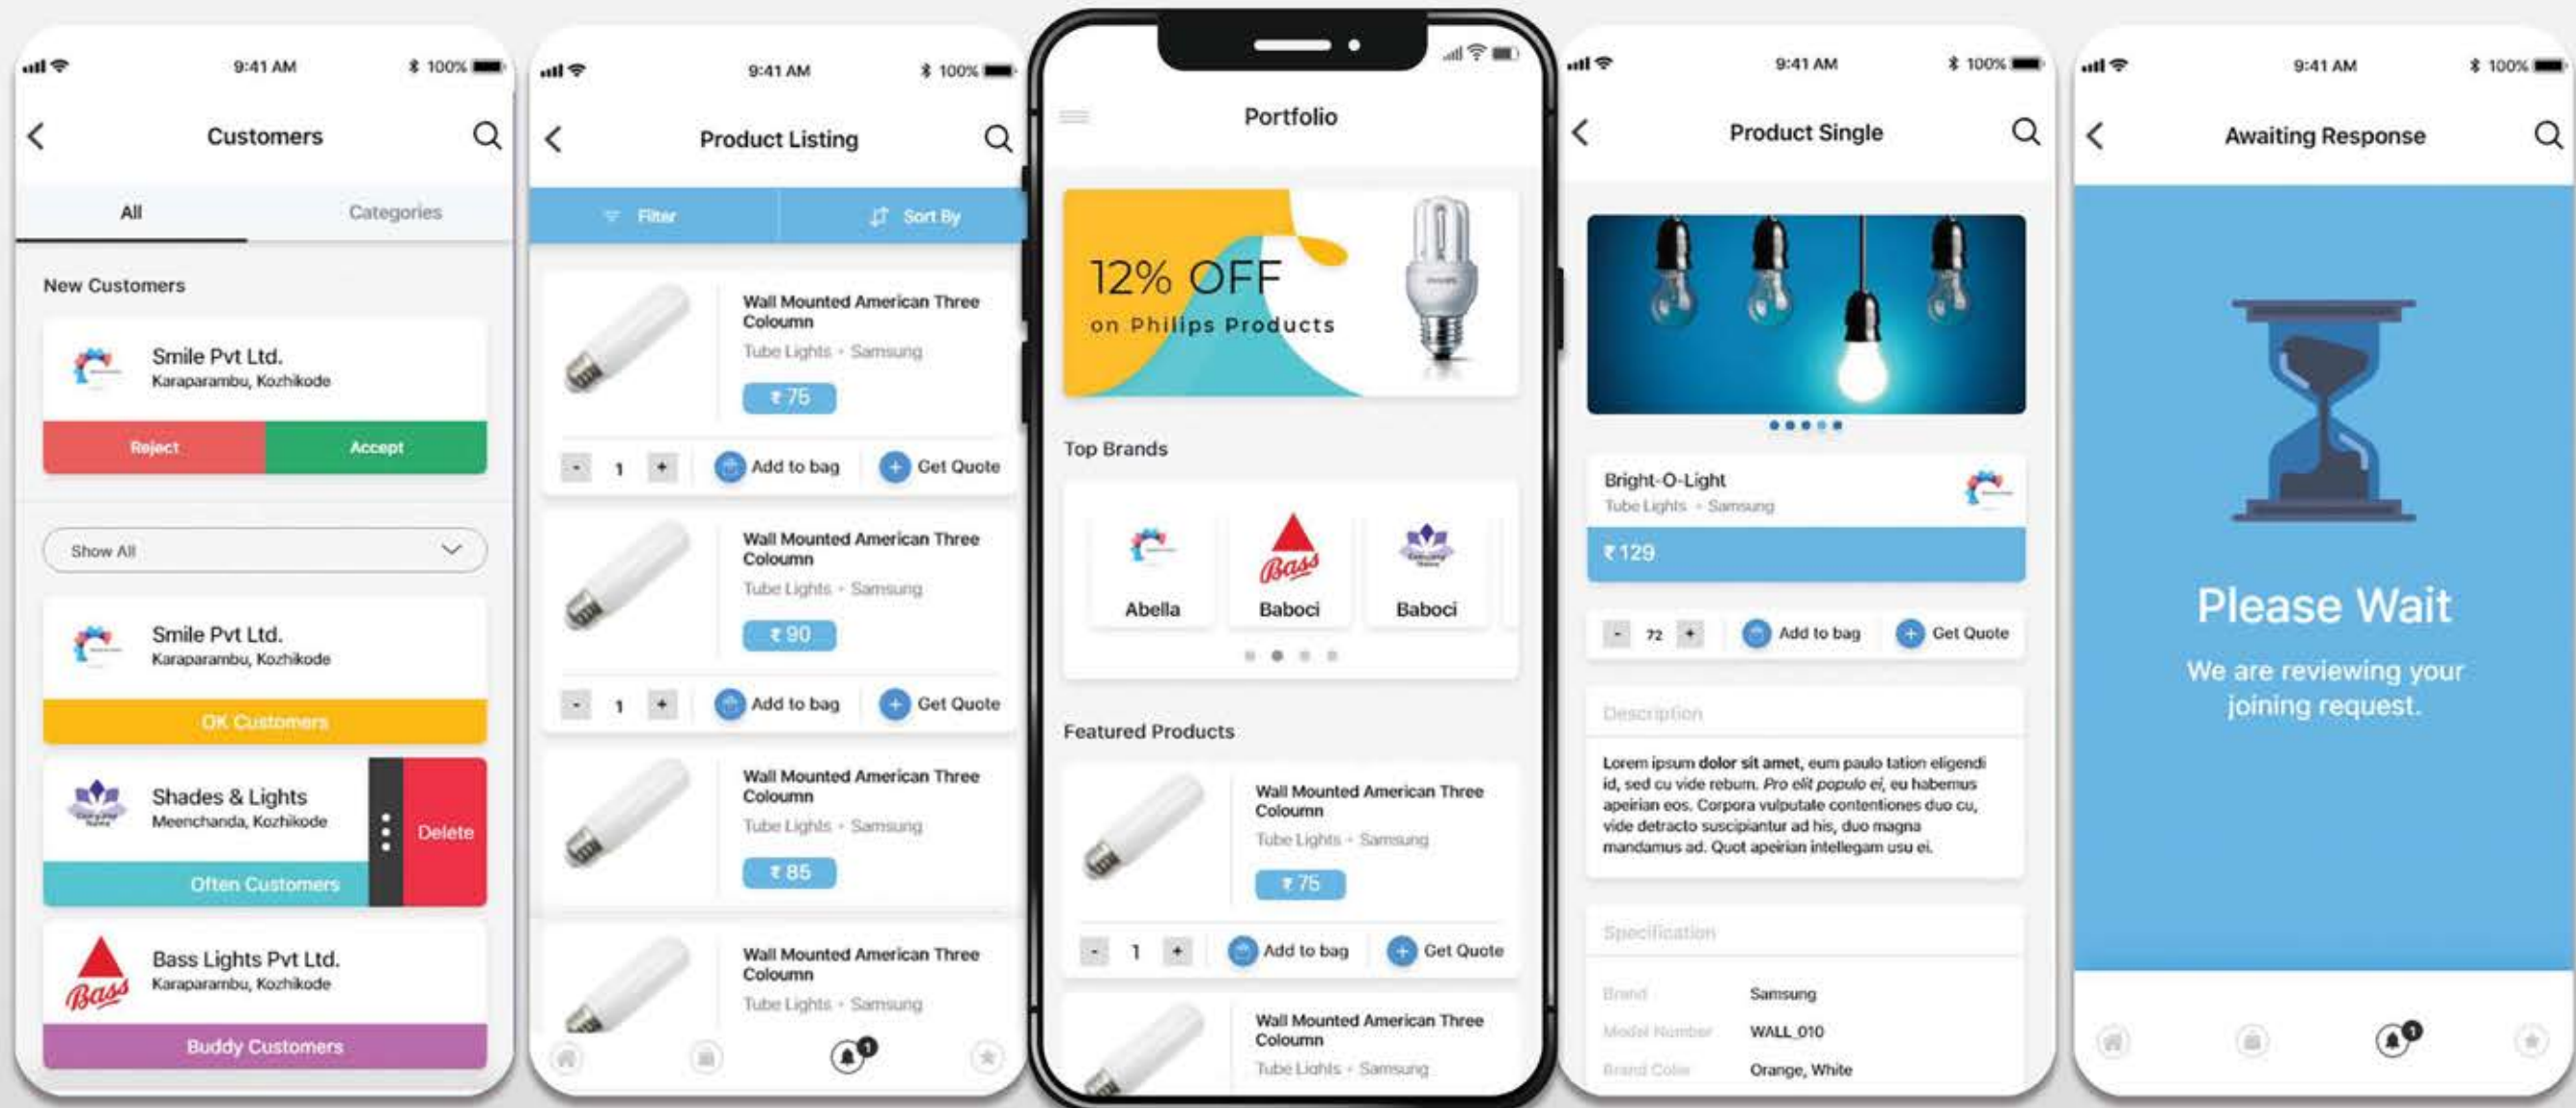 9:41 AM
100%
Customers
All
Categories
New Customers
Smile Pvt Ltd.
Karaparambu, Kozhikode
Reject
Accept
Show All
Smile Pvt Ltd.
Karaparambu, Kozhikode
OK Customers
Shades & Lights
Meenchanda, Kozhikode
Delete
Often Customers
Bass
Bass Lights Pvt Ltd.
Karaparambu, Kozhikode
Buddy Customers
9:41 AM
100%
Product Listing
Filter
Sort By
Wall Mounted American Three
Coloumn
Tube Lights • Samsung
₹ 75
- 1 +
Add to bag
Get Quote
Wall Mounted American Three
Coloumn
Tube Lights • Samsung
₹ 90
- 1 +
Add to bag
Get Quote
Wall Mounted American Three
Coloumn
Tube Lights • Samsung
₹ 85
Wall Mounted American Three
Coloumn
Tube Lights • Samsung
1
Portfolio
12% OFF
on Philips Products
Top Brands
Bass
Abella
Baboci
Baboci
Featured Products
Wall Mounted American Three
Coloumn
Tube Lights • Samsung
₹ 75
- 1 +
Add to bag
Get Quote
Wall Mounted American Three
Coloumn
Tube Lights • Samsung
9:41 AM
100%
Product Single
Bright-O-Light
Tube Lights • Samsung
₹ 129
- 72 +
Add to bag
Get Quote
Description
Lorem ipsum dolor sit amet, eum paulo tation eligendi
id, sed cu vide rebum. Pro elit populo ei, eu habemus
apeirian eos. Corpora vulputate contentiones duo cu,
vide detracto suscipiantur ad his, duo magna
mandamus ad. Quot apeirian intellegam usu ei.
Specification
Brand
Samsung
Model Number
WALL_010
Brand Color
Orange, White
9:41 AM
100%
Awaiting Response
Please Wait
We are reviewing your
joining request.
1